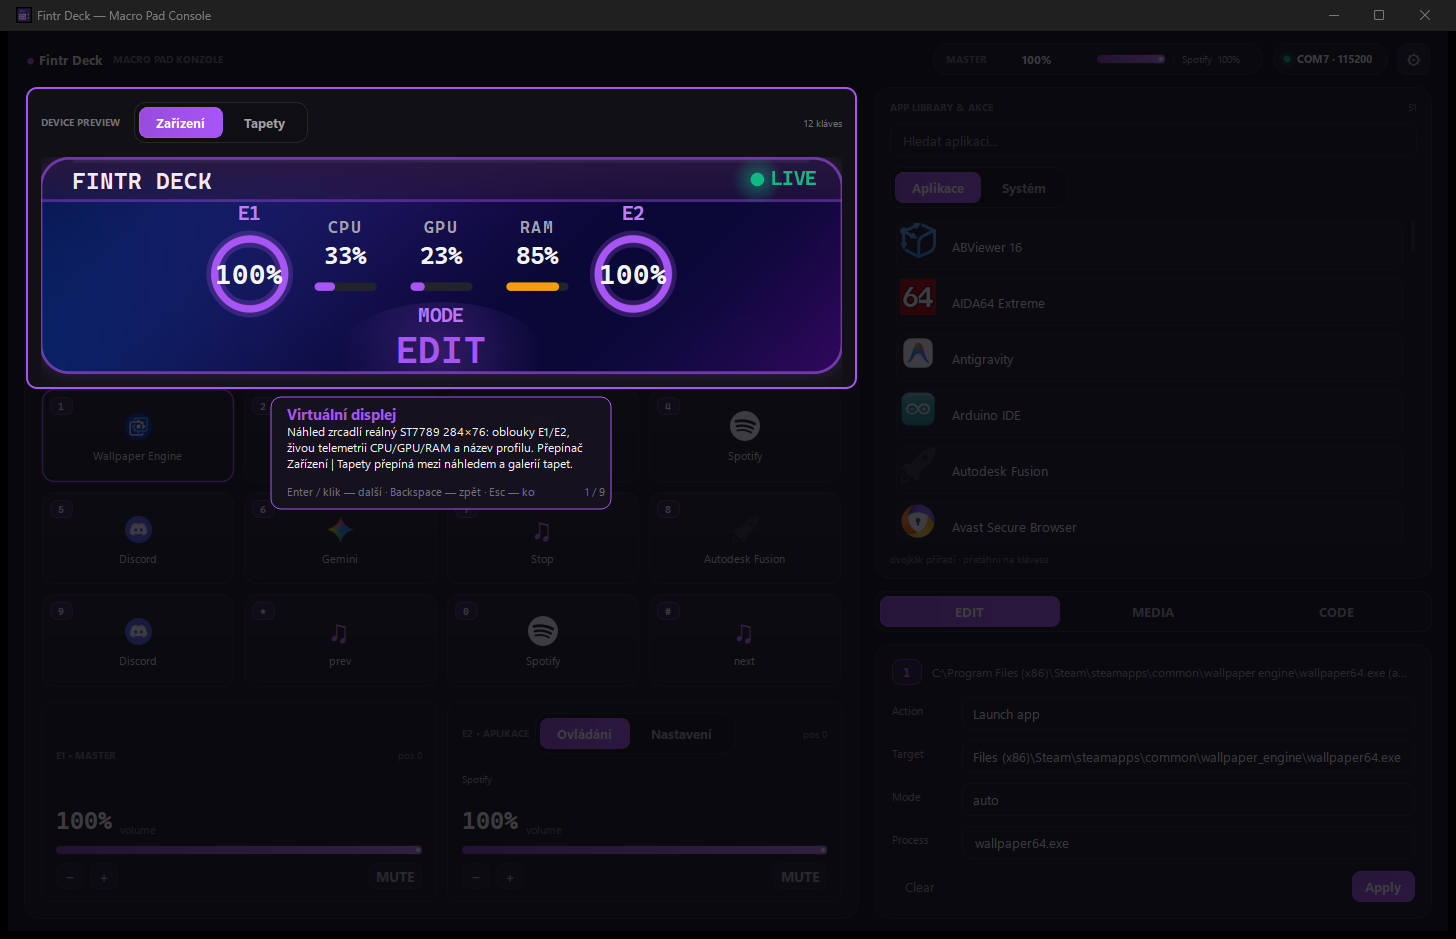 Fintr Deck — Macro Pad Console
Fintr Deck MACRO PAD KONZOLE
MASTER 100% Spotify 100% COM7 · 115200
DEVICE PREVIEW Zařízení Tapety 12 kláves
FINTR DECK LIVE
E1 CPU GPU RAM E2
100% 33% 23% 85% 100%
MODE
EDIT
1 2 4
Wallpaper Engine Spotify
Virtuální displej
Náhled zrcadlí reálný ST7789 284×76: oblouky E1/E2,
živou telemetrii CPU/GPU/RAM a název profilu. Přepínač
Zařízení | Tapety přepíná mezi náhledem a galerií tapet.
Enter / klik — další · Backspace — zpět · Esc — ko 1 / 9
5 6 7 8
Discord Gemini Stop Autodesk Fusion
9 * 0 #
Discord prev Spotify next
E1 • MASTER pos 0
100% volume
− + MUTE
E2 • APLIKACE Ovládání Nastavení pos 0
Spotify
100% volume
− + MUTE
APP LIBRARY & AKCE 51
Hledat aplikaci...
Aplikace Systém
ABViewer 16
64 AIDA64 Extreme
Antigravity
Arduino IDE
Autodesk Fusion
Avast Secure Browser
dvojklik přiřadí · přetáhni na klávesu
EDIT MEDIA CODE
1 C:\Program Files (x86)\Steam\steamapps\common\wallpaper engine\wallpaper64.exe (a...
Action Launch app
Target Files (x86)\Steam\steamapps\common\wallpaper_engine\wallpaper64.exe
Mode auto
Process wallpaper64.exe
Clear Apply